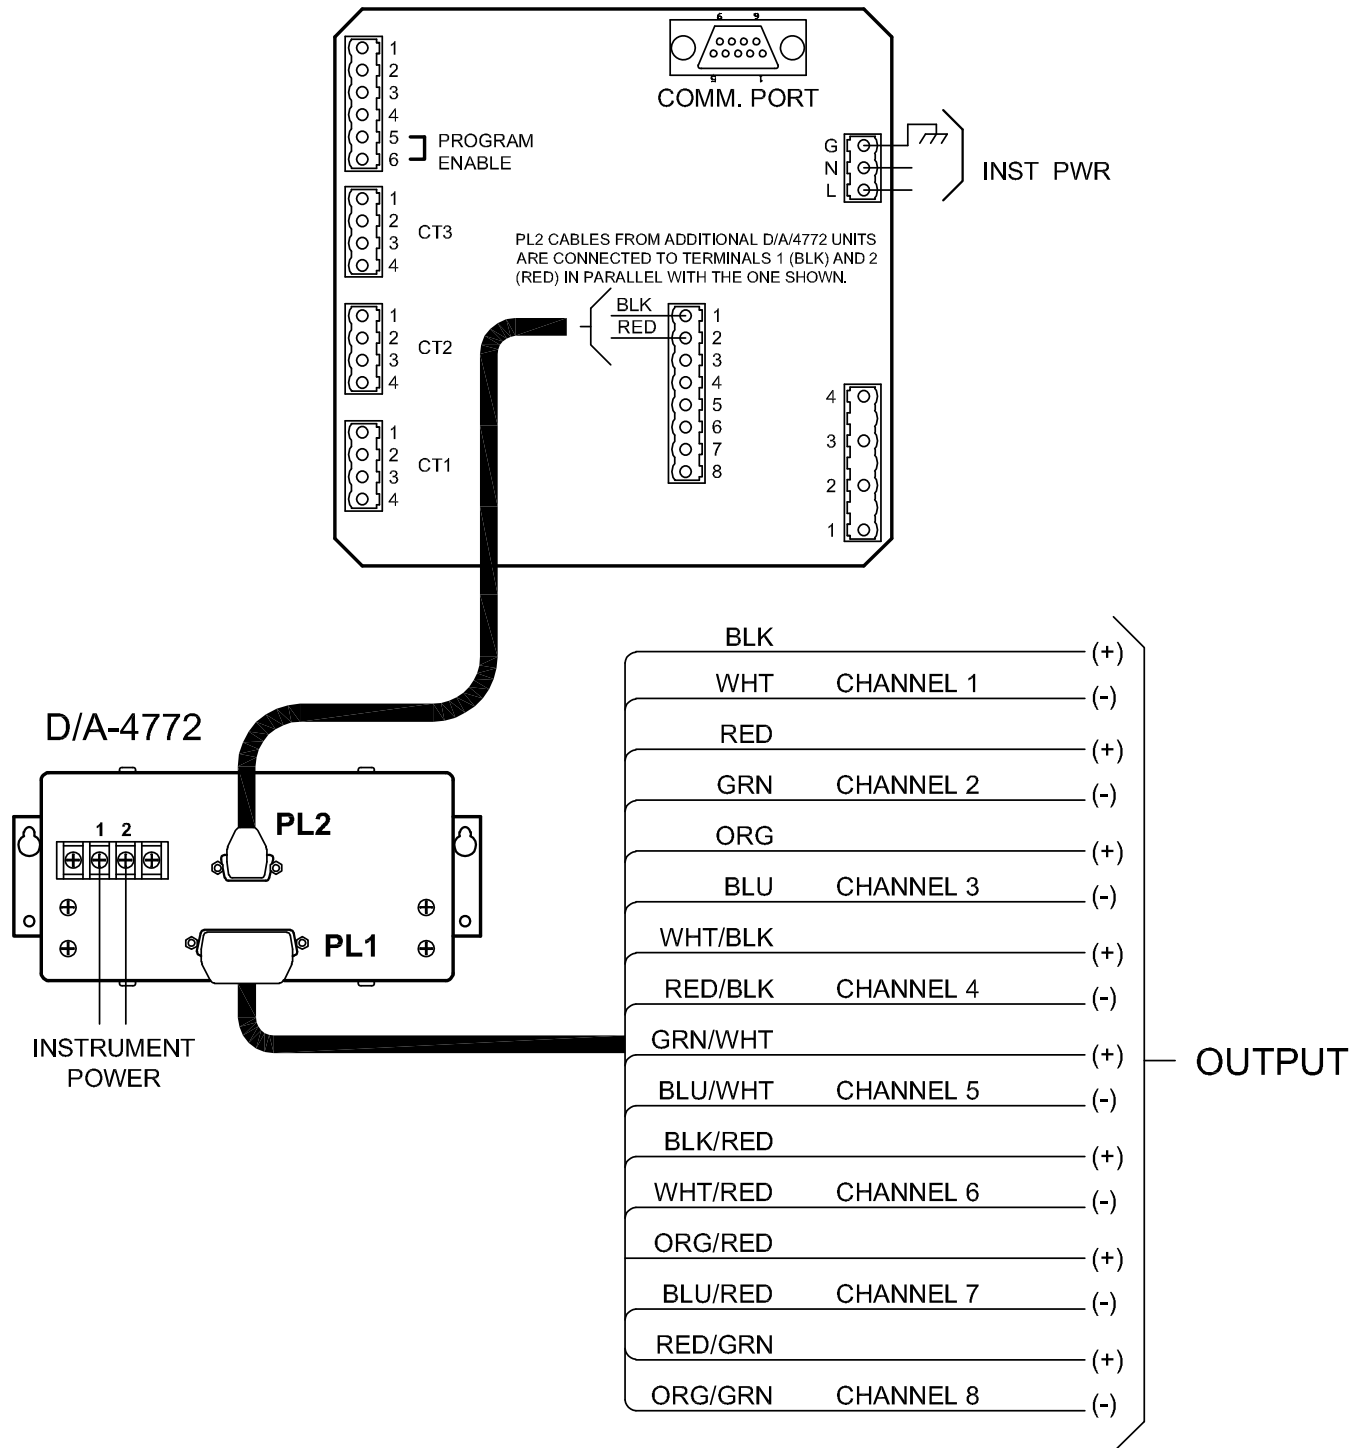 9 6
5 1
COMM. PORT
1
2
3
4
5
6
PROGRAM
ENABLE
G
N
L
INST PWR
1
2
3
4
CT3
PL2 CABLES FROM ADDITIONAL D/A/4772 UNITS
ARE CONNECTED TO TERMINALS 1 (BLK) AND 2
(RED) IN PARALLEL WITH THE ONE SHOWN.
BLK
RED
1
2
3
4
5
6
7
8
1
2
3
4
CT2
1
2
3
4
CT1
4
3
2
1
D/A-4772
1 2
PL2
PL1
INSTRUMENT
POWER
BLK (+)
WHT CHANNEL 1 (-)
RED (+)
GRN CHANNEL 2 (-)
ORG (+)
BLU CHANNEL 3 (-)
WHT/BLK (+)
RED/BLK CHANNEL 4 (-)
GRN/WHT (+)
BLU/WHT CHANNEL 5 (-)
BLK/RED (+)
WHT/RED CHANNEL 6 (-)
ORG/RED (+)
BLU/RED CHANNEL 7 (-)
RED/GRN (+)
ORG/GRN CHANNEL 8 (-)
OUTPUT